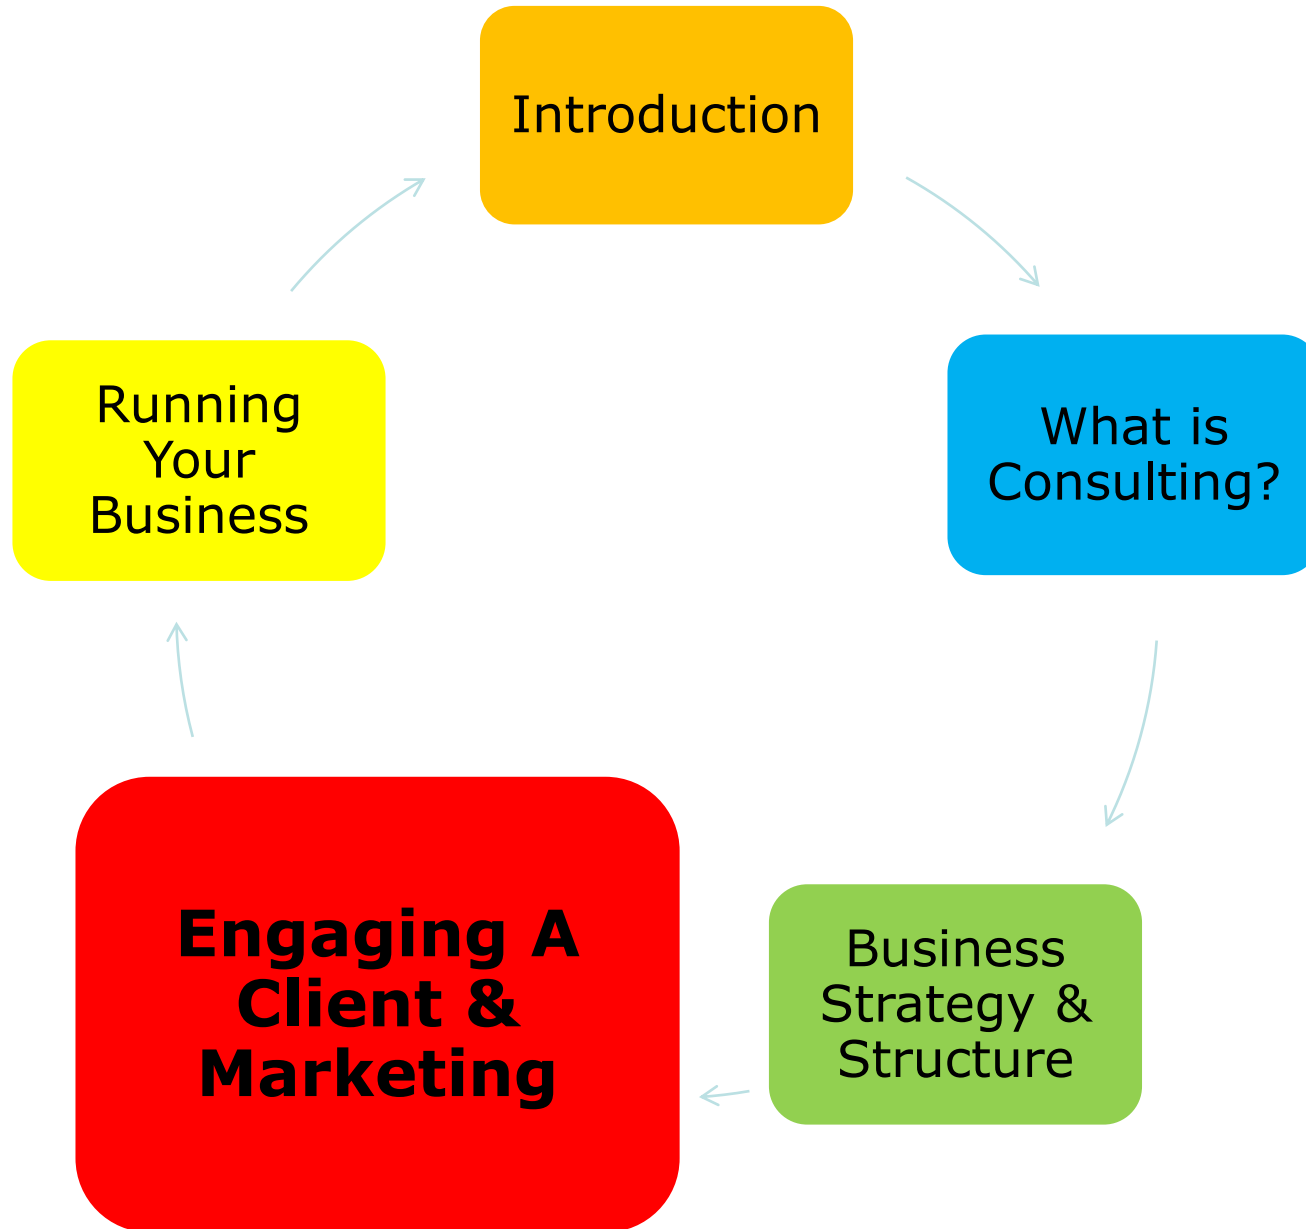 Introduction
What is
Consulting?
Business
Strategy &
Structure
Engaging A
Client &
Marketing
Running
Your
Business